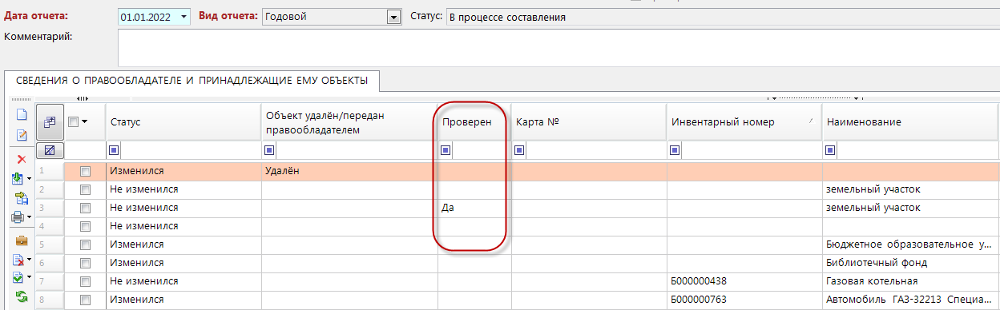 Дата отчета: 01.01.2022 Вид отчета: Годовой Статус: В процессе составления
Комментарий:
СВЕДЕНИЯ О ПРАВООБЛАДАТЕЛЕ И ПРИНАДЛЕЖАЩИЕ ЕМУ ОБЪЕКТЫ
Статус Объект удалён/передан правообладателем Проверен Карта № Инвентарный номер Наименование
1 Изменился Удалён
2 Не изменился земельный участок
3 Не изменился Да земельный участок
4 Не изменился
5 Изменился Бюджетное образовательное у...
6 Изменился Библиотечный фонд
7 Не изменился Б000000438 Газовая котельная
8 Изменился Б000000763 Автомобиль ГАЗ-32213 Специа...